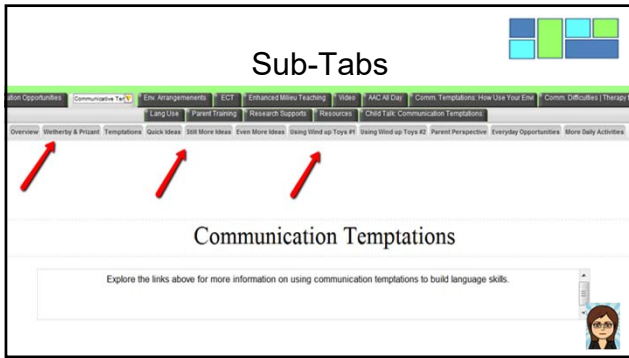 Sub-Tabs
ation Opportunities Communicative Te Env. Arrangemenents ECT Enhanced Milieu Teaching Video AAC All Day Comm. Temptations: How Use Your Envi Comm. Difficulties | Therapy
Lang Use Parent Training Research Supports Resources Child Talk: Communication Temptations:
Overview Wetherby & Prizant Temptations Quick Ideas Still More Ideas Even More Ideas Using Wind up Toys #1 Using Wind up Toys #2 Parent Perspective Everyday Opportunities More Daily Activities
Communication Temptations
Explore the links above for more information on using communication temptations to build language skills.